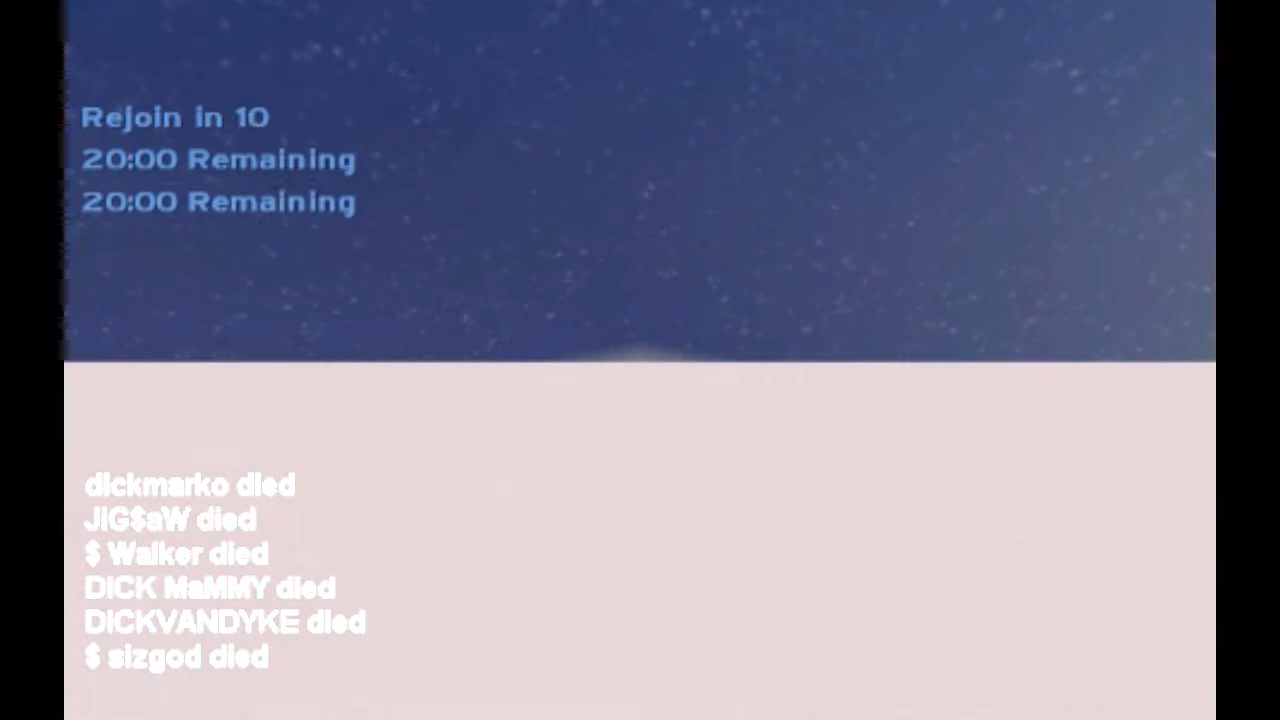 Rejoin in 10
20:00 Remaining
20:00 Remaining
dickmarko died
JiG$aW died
$ Walker died
DICK MaMMY died
DICKVANDYKE died
$ sizgod died